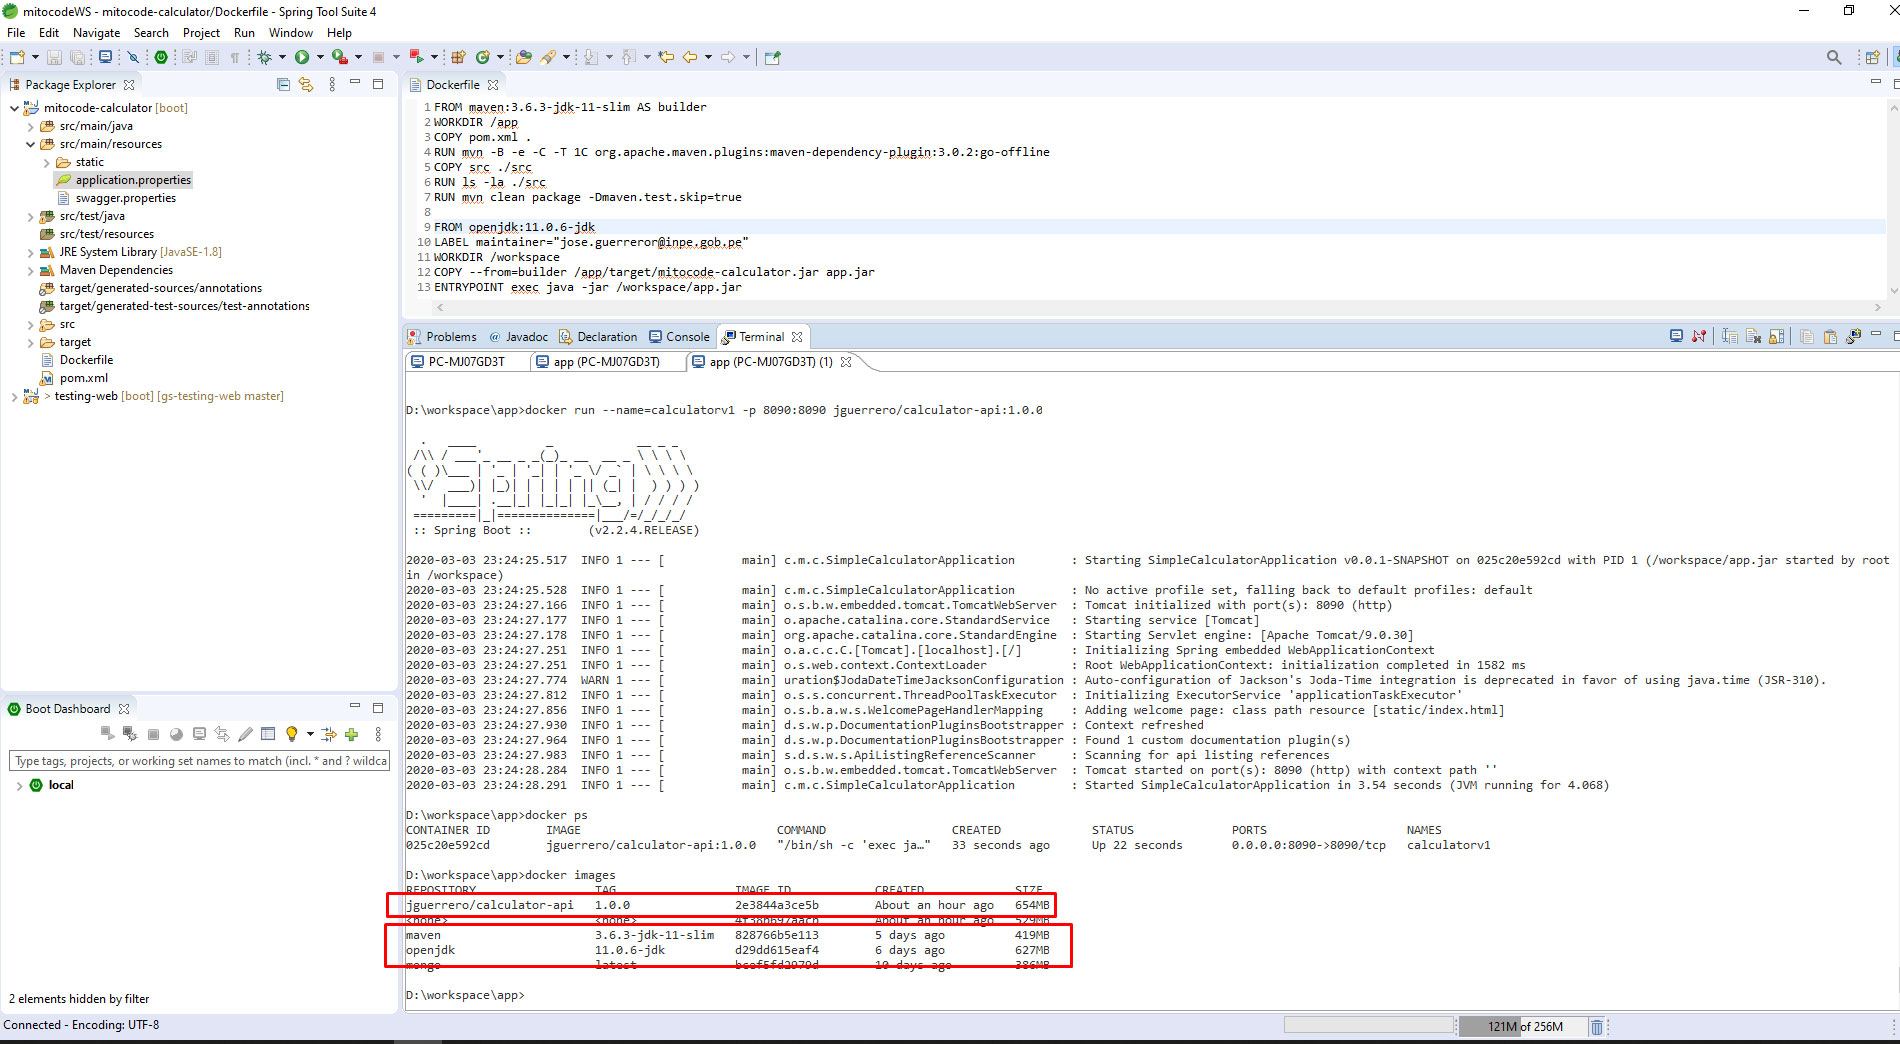 mitocodeWS - mitocode-calculator/Dockerfile - Spring Tool Suite 4
File Edit Navigate Search Project Run Window Help
Package Explorer
mitocode-calculator [boot]
src/main/java
src/main/resources
static
application.properties
swagger.properties
src/test/java
src/test/resources
JRE System Library [JavaSE-1.8]
Maven Dependencies
target/generated-sources/annotations
target/generated-test-sources/test-annotations
src
target
Dockerfile
pom.xml
> testing-web [boot] [gs-testing-web master]
Boot Dashboard
Type tags, projects, or working set names to match (incl. * and ? wildca
local
2 elements hidden by filter
Dockerfile
1 FROM maven:3.6.3-jdk-11-slim AS builder
2 WORKDIR /app
3 COPY pom.xml .
4 RUN mvn -B -e -C -T 1C org.apache.maven.plugins:maven-dependency-plugin:3.0.2:go-offline
5 COPY src ./src
6 RUN ls -la ./src
7 RUN mvn clean package -Dmaven.test.skip=true
8
9 FROM openjdk:11.0.6-jdk
10 LABEL maintainer="jose.guerreror@inpe.gob.pe"
11 WORKDIR /workspace
12 COPY --from=builder /app/target/mitocode-calculator.jar app.jar
13 ENTRYPOINT exec java -jar /workspace/app.jar
Problems @ Javadoc Declaration Console Terminal
PC-MJ07GD3T app (PC-MJ07GD3T) app (PC-MJ07GD3T) (1)
D:\workspace\app>docker run --name=calculatorv1 -p 8090:8090 jguerrero/calculator-api:1.0.0
Spring
:: Spring Boot :: (v2.2.4.RELEASE)
2020-03-03 23:24:25.517 INFO 1 --- [ main] c.m.c.SimpleCalculatorApplication : Starting SimpleCalculatorApplication v0.0.1-SNAPSHOT on 025c20e592cd with PID 1 (/workspace/app.jar started by root
in /workspace)
2020-03-03 23:24:25.528 INFO 1 --- [ main] c.m.c.SimpleCalculatorApplication : No active profile set, falling back to default profiles: default
2020-03-03 23:24:27.166 INFO 1 --- [ main] o.s.b.w.embedded.tomcat.TomcatWebServer : Tomcat initialized with port(s): 8090 (http)
2020-03-03 23:24:27.177 INFO 1 --- [ main] o.apache.catalina.core.StandardService : Starting service [Tomcat]
2020-03-03 23:24:27.178 INFO 1 --- [ main] org.apache.catalina.core.StandardEngine : Starting Servlet engine: [Apache Tomcat/9.0.30]
2020-03-03 23:24:27.251 INFO 1 --- [ main] o.a.c.c.C.[Tomcat].[localhost].[/] : Initializing Spring embedded WebApplicationContext
2020-03-03 23:24:27.251 INFO 1 --- [ main] o.s.web.context.ContextLoader : Root WebApplicationContext: initialization completed in 1582 ms
2020-03-03 23:24:27.774 WARN 1 --- [ main] uration$JodaDateTimeJacksonConfiguration : Auto-configuration of Jackson's Joda-Time integration is deprecated in favor of using java.time (JSR-310).
2020-03-03 23:24:27.812 INFO 1 --- [ main] o.s.s.concurrent.ThreadPoolTaskExecutor : Initializing ExecutorService 'applicationTaskExecutor'
2020-03-03 23:24:27.856 INFO 1 --- [ main] o.s.b.a.w.s.WelcomePageHandlerMapping : Adding welcome page: class path resource [static/index.html]
2020-03-03 23:24:27.930 INFO 1 --- [ main] d.s.w.p.DocumentationPluginsBootstrapper : Context refreshed
2020-03-03 23:24:27.964 INFO 1 --- [ main] d.s.w.p.DocumentationPluginsBootstrapper : Found 1 custom documentation plugin(s)
2020-03-03 23:24:27.983 INFO 1 --- [ main] s.d.s.w.s.ApiListingReferenceScanner : Scanning for api listing references
2020-03-03 23:24:28.284 INFO 1 --- [ main] o.s.b.w.embedded.tomcat.TomcatWebServer : Tomcat started on port(s): 8090 (http) with context path ''
2020-03-03 23:24:28.291 INFO 1 --- [ main] c.m.c.SimpleCalculatorApplication : Started SimpleCalculatorApplication in 3.54 seconds (JVM running for 4.068)
D:\workspace\app>docker ps
CONTAINER ID IMAGE COMMAND CREATED STATUS PORTS NAMES
025c20e592cd jguerrero/calculator-api:1.0.0 "/bin/sh -c 'exec ja…" 33 seconds ago Up 22 seconds 0.0.0.0:8090->8090/tcp calculatorv1
D:\workspace\app>docker images
REPOSITORY TAG IMAGE ID CREATED SIZE
jguerrero/calculator-api 1.0.0 2e3844a3ce5b About an hour ago 654MB
<none> <none> 4f38b697aacb About an hour ago 529MB
maven 3.6.3-jdk-11-slim 828766b5e113 5 days ago 419MB
openjdk 11.0.6-jdk d29dd615eaf4 6 days ago 627MB
mongo latest bcef5fd2979d 10 days ago 386MB
D:\workspace\app>
Connected - Encoding: UTF-8
121M of 256M